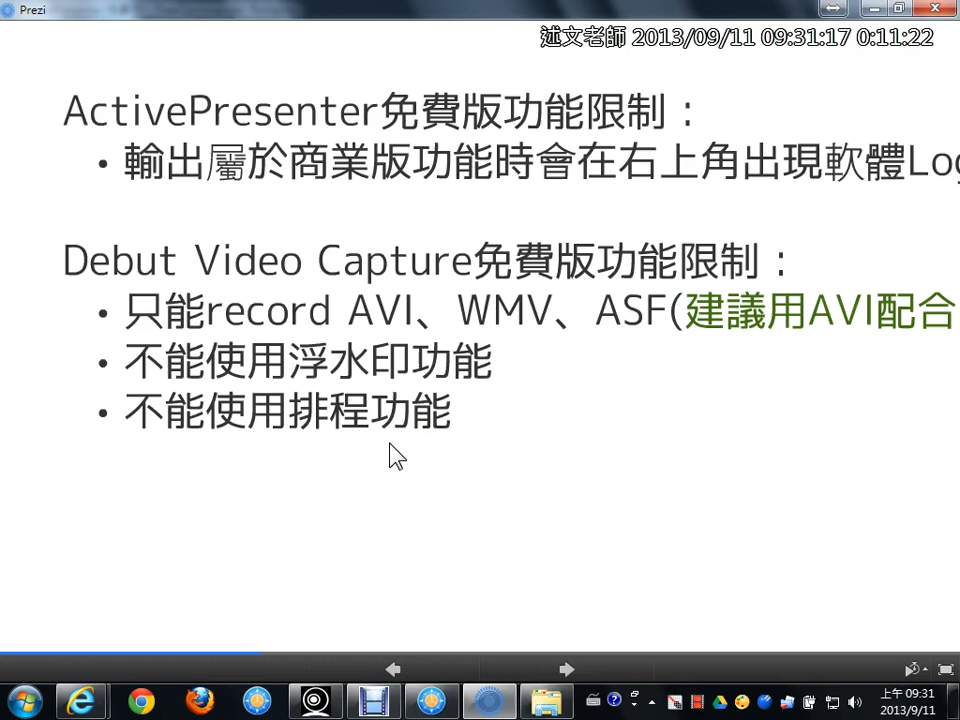 Prezi
述文老師 2013/09/11 09:31:17 0:11:22
ActivePresenter免費版功能限制：
• 輸出屬於商業版功能時會在右上角出現軟體Log
Debut Video Capture免費版功能限制：
• 只能record AVI、WMV、ASF(建議用AVI配合
• 不能使用浮水印功能
• 不能使用排程功能
上午 09:31
2013/9/11